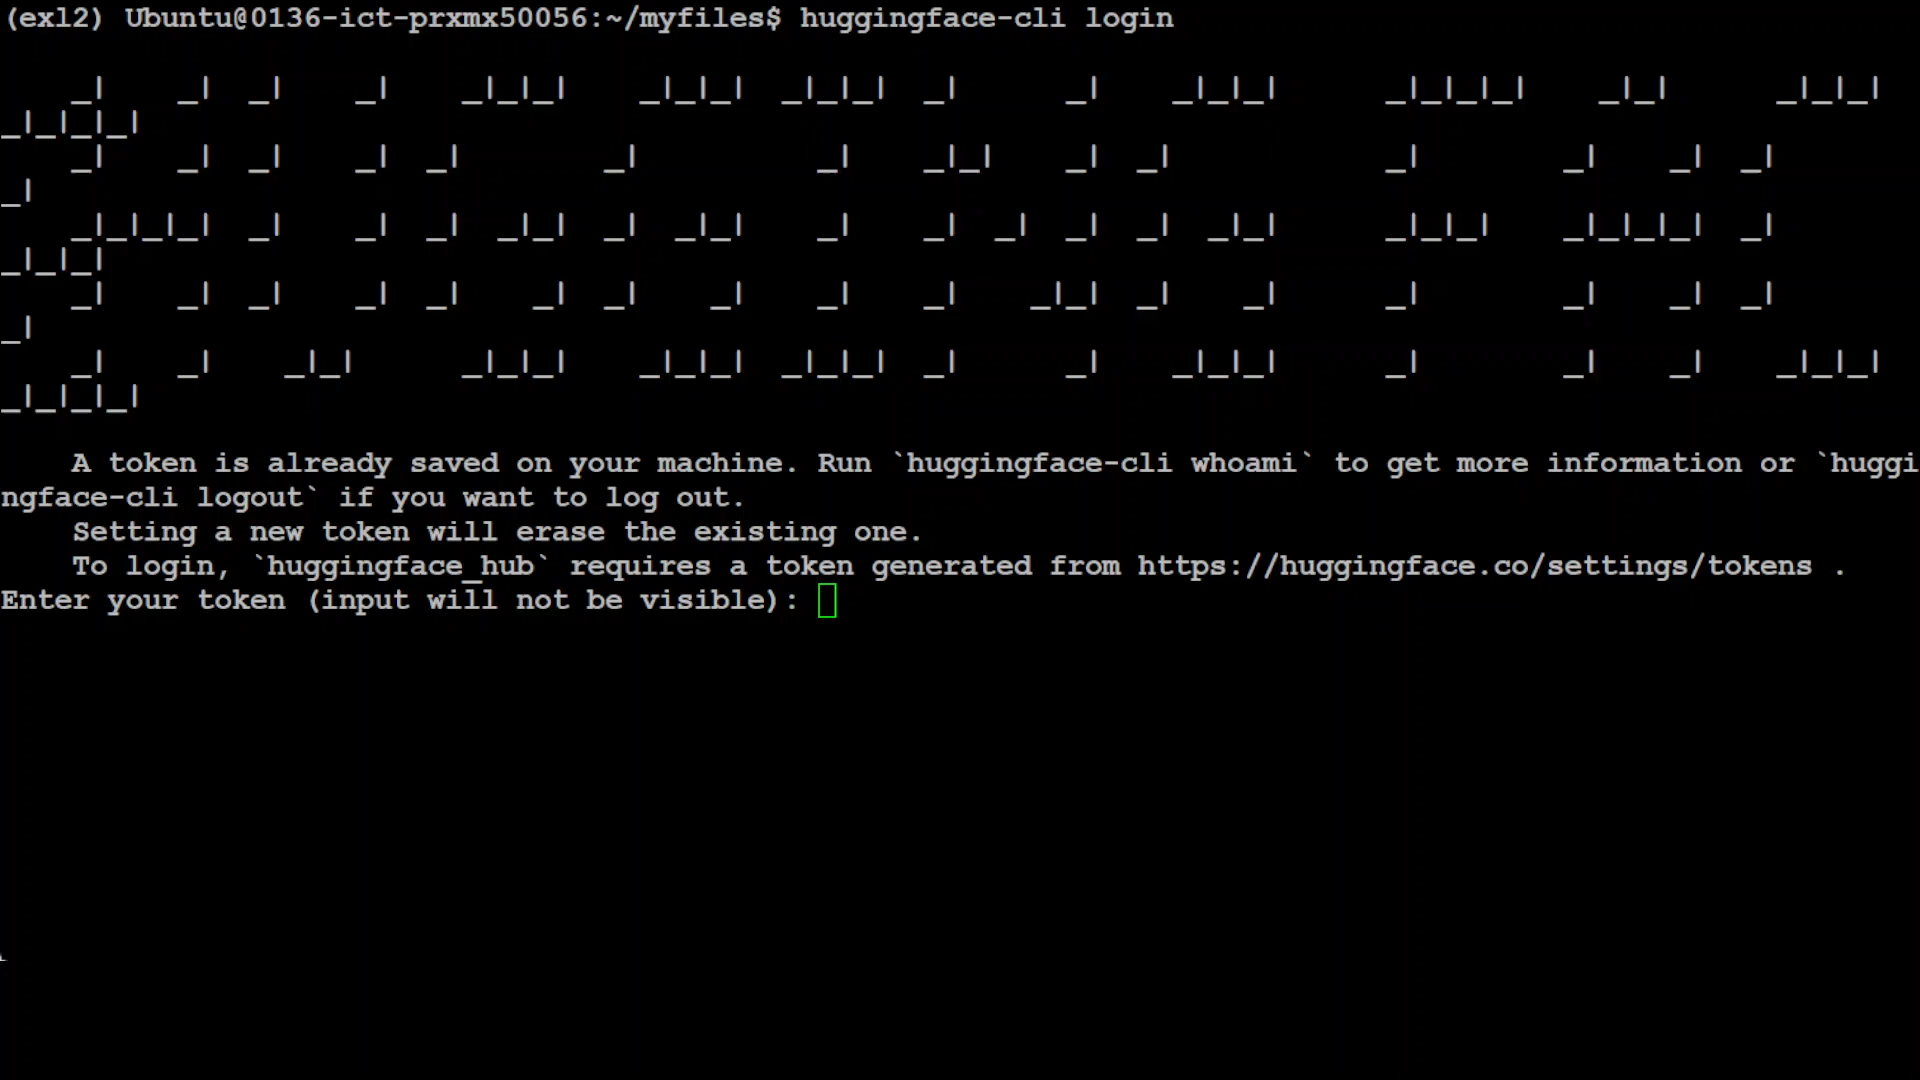 (exl2) Ubuntu@0136-ict-prxmx50056:~/myfiles$ huggingface-cli login
    _|    _|  _|    _|    _|_|_|    _|_|_|  _|_|_|  _|      _|    _|_|_|      _|_|_|_|    _|_|      _|_|_|
_|_|_|_|
    _|    _|  _|    _|  _|        _|          _|    _|_|    _|  _|            _|        _|    _|  _|
_|
    _|_|_|_|  _|    _|  _|  _|_|  _|  _|_|    _|    _|  _|  _|  _|  _|_|      _|_|_|    _|_|_|_|  _|
_|_|_|
    _|    _|  _|    _|  _|    _|  _|    _|    _|    _|    _|_|  _|    _|      _|        _|    _|  _|
_|
    _|    _|    _|_|      _|_|_|    _|_|_|  _|_|_|  _|      _|    _|_|_|      _|        _|    _|    _|_|_|
_|_|_|_|
    A token is already saved on your machine. Run `huggingface-cli whoami` to get more information or `huggi
ngface-cli logout` if you want to log out.
    Setting a new token will erase the existing one.
    To login, `huggingface_hub` requires a token generated from https://huggingface.co/settings/tokens .
Enter your token (input will not be visible):